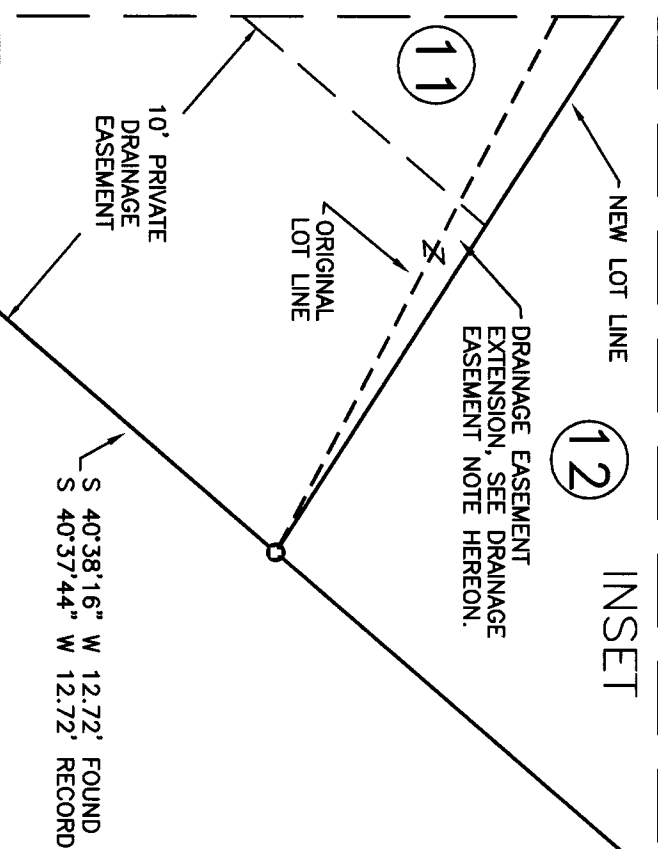 INSET
NEW LOT LINE
12
DRAINAGE EASEMENT
EXTENSION, SEE DRAINAGE
EASEMENT NOTE HEREON.
11
ORIGINAL
LOT LINE
10' PRIVATE
DRAINAGE
EASEMENT
S 40°38'16" W 12.72' FOUND
S 40°37'44" W 12.72' RECORD